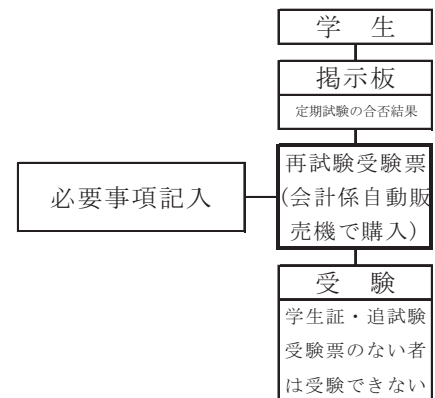 学　生
掲示板
定期試験の合否結果
再試験受験票
(会計係自動販
売機で購入)
必要事項記入
受　験
学生証・追試験
受験票のない者
は受験できない